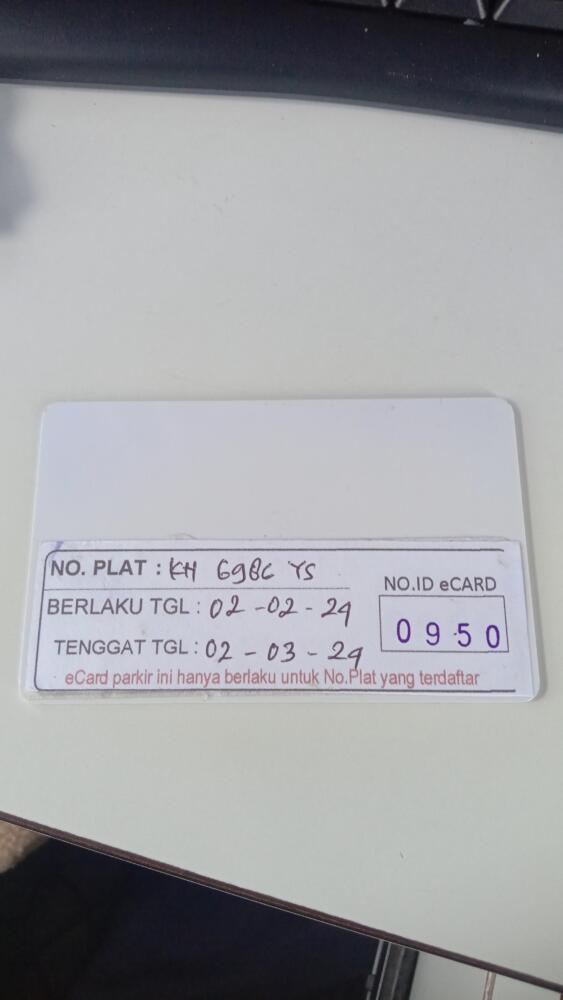 NO. PLAT : KH 6986 YS
BERLAKU TGL : 02 - 02 - 24
TENGGAT TGL : 02 - 03 - 24
NO.ID eCARD
0950
eCard parkir ini hanya berlaku untuk No.Plat yang terdaftar